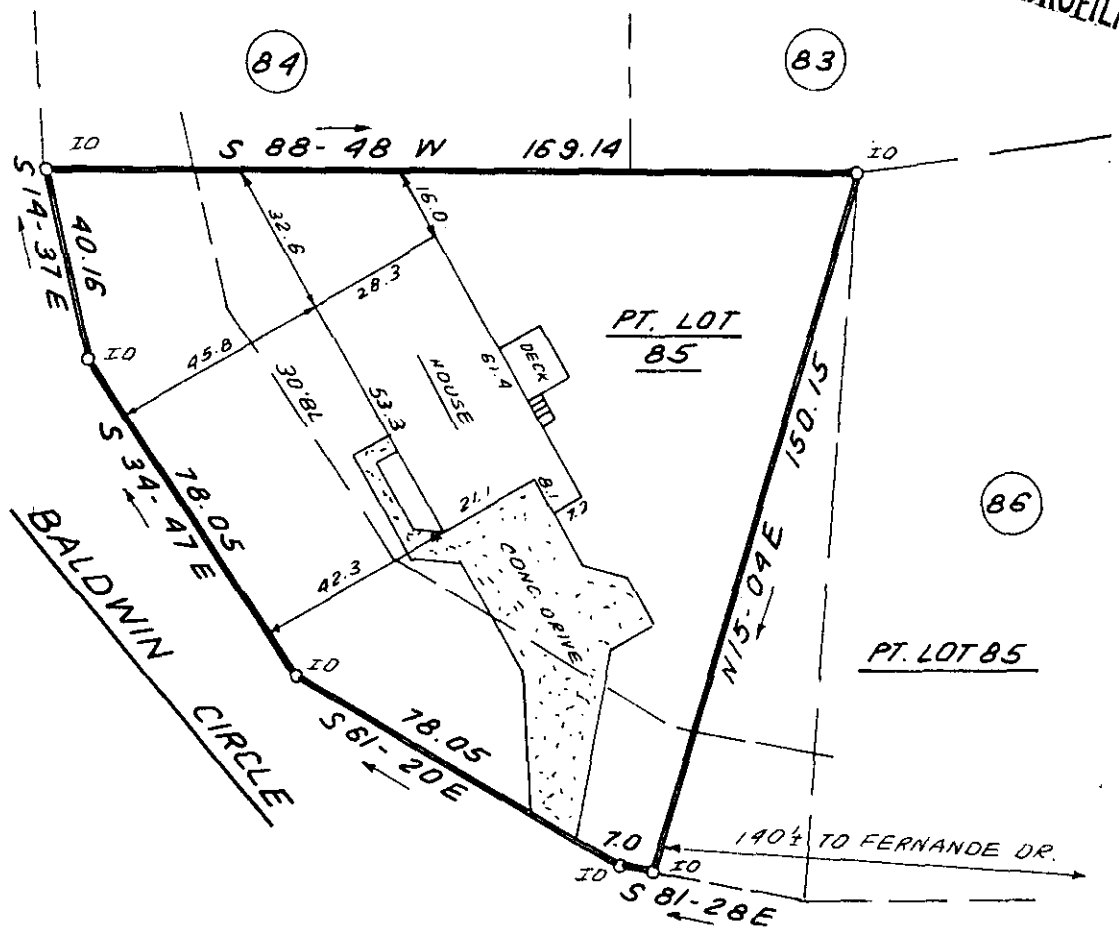 84
83
IO
S 88-48 W 169.14
IO
S 14-37 E
40.16
32.6
16.0
28.3
PT. LOT
85
IO
45.8
30'BL
HOUSE
DECK
61.4
53.3
150.15
S 34-47 E
78.05
21.1
8.1
7.7
86
BALDWIN
CIRCLE
42.3
CONC. DRIVE
N 15-04 E
PT. LOT 85
IO
78.05
S 61-20 E
7.0
140'± TO FERNANDE DR.
IO
IO
S 81-28 E